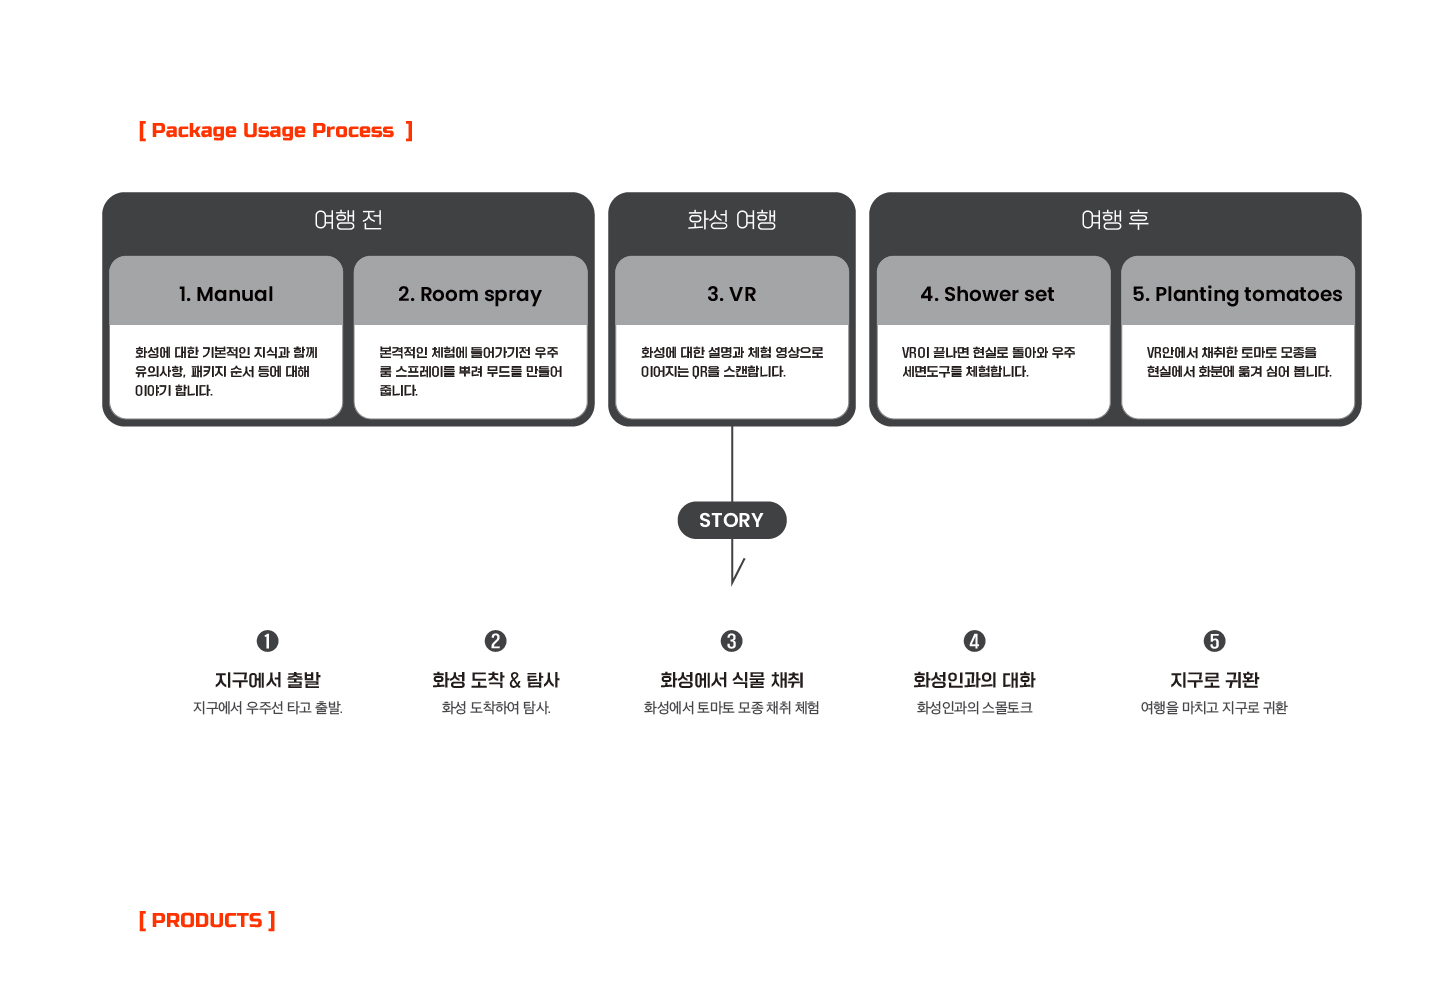 [ Package Usage Process ]
여행 전
화성 여행
여행 후
1. Manual
2. Room spray
3. VR
4. Shower set
5. Planting tomatoes
화성에 대한 기본적인 지식과 함께
유의사항, 패키지 순서 등에 대해
이야기 합니다.
본격적인 체험에 들어가기전 우주
룸 스프레이를 뿌려 무드를 만들어
줍니다.
화성에 대한 설명과 체험 영상으로
이어지는 QR을 스캔합니다.
VR이 끝나면 현실로 돌아와 우주
세면도구를 체험합니다.
VR안에서 채취한 토마토 모종을
현실에서 화분에 옮겨 심어 봅니다.
STORY
1
2
3
4
5
지구에서 출발
화성 도착 & 탐사
화성에서 식물 채취
화성인과의 대화
지구로 귀환
지구에서 우주선 타고 출발.
화성 도착하여 탐사.
화성에서 토마토 모종 채취 체험
화성인과의 스몰토크
여행을 마치고 지구로 귀환
[ PRODUCTS ]